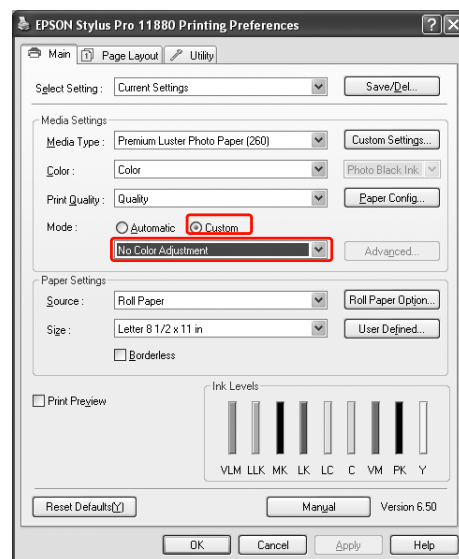 EPSON Stylus Pro 11880 Printing Preferences
Main Page Layout Utility
Select Setting : Current Settings Save/Del...
Media Settings
Media Type : Premium Luster Photo Paper (260) Custom Settings...
Color : Color Photo Black Ink
Print Quality : Quality Paper Config...
Mode : Automatic Custom
No Color Adjustment Advanced...
Paper Settings
Source : Roll Paper Roll Paper Option...
Size : Letter 8 1/2 x 11 in User Defined...
Borderless
Print Preview
Ink Levels
VLM LLK MK LK LC C VM PK Y
Reset Defaults(Y) Manual Version 6.50
OK Cancel Apply Help